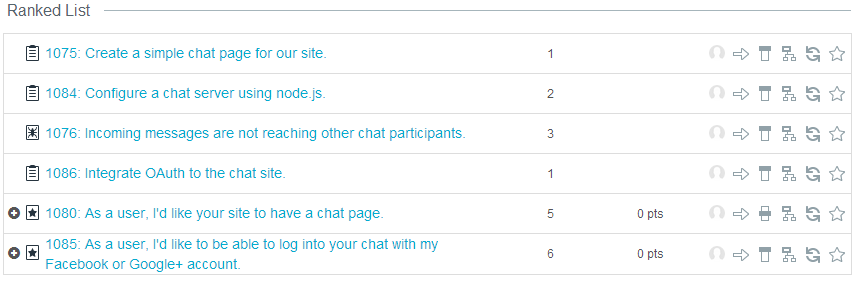 Ranked List
1075: Create a simple chat page for our site. 1
1084: Configure a chat server using node.js. 2
1076: Incoming messages are not reaching other chat participants. 3
1086: Integrate OAuth to the chat site. 1
1080: As a user, I'd like your site to have a chat page. 5 0 pts
1085: As a user, I'd like to be able to log into your chat with my
Facebook or Google+ account. 6 0 pts